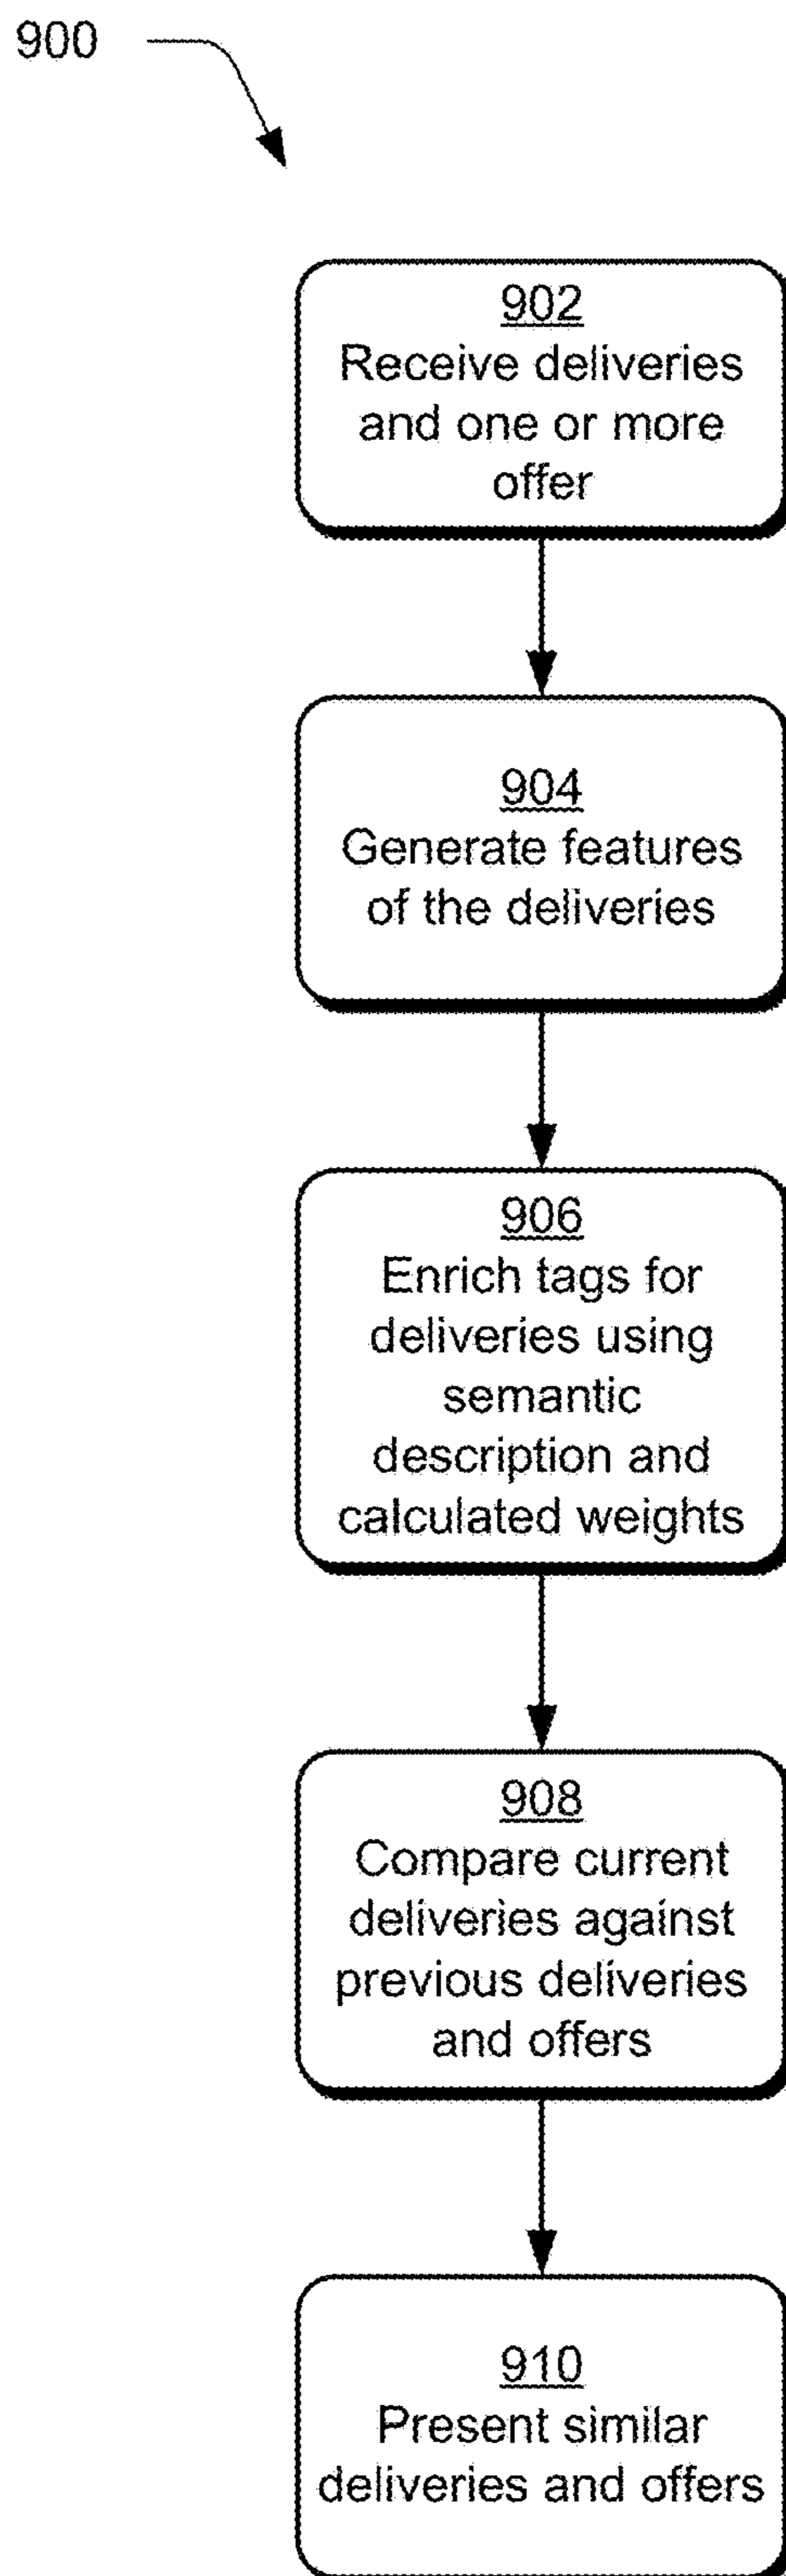 900
902
Receive deliveries
and one or more
offer
904
Generate features
of the deliveries
906
Enrich tags for
deliveries using
semantic
description and
calculated weights
908
Compare current
deliveries against
previous deliveries
and offers
910
Present similar
deliveries and offers